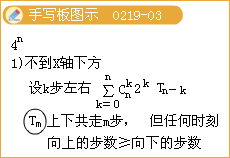 手写板图示 0219-03
4ⁿ
1)不到X轴下方
设k步左右 \sum_{k=0}^{n} C_n^k 2^k T_{n-k}
T_m 上下共走m步, 但任何时刻
向上的步数≥向下的步数